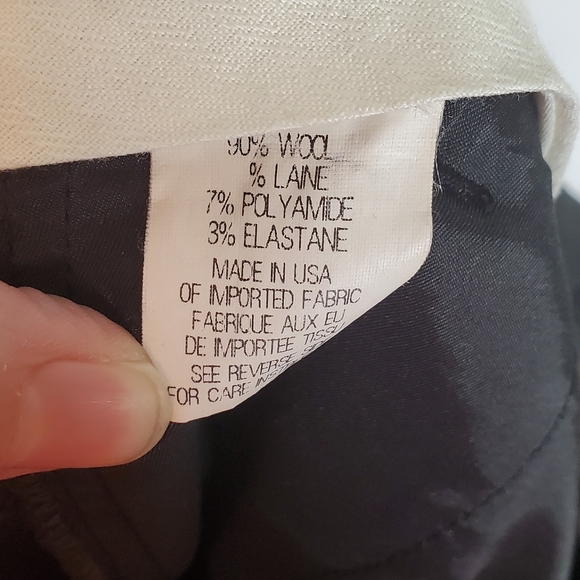 90% WOOL
% LAINE
7% POLYAMIDE
3% ELASTANE
MADE IN USA
OF IMPORTED FABRIC
FABRIQUE AUX EU
DE IMPORTEE TISSU
SEE REVERSE
FOR CARE